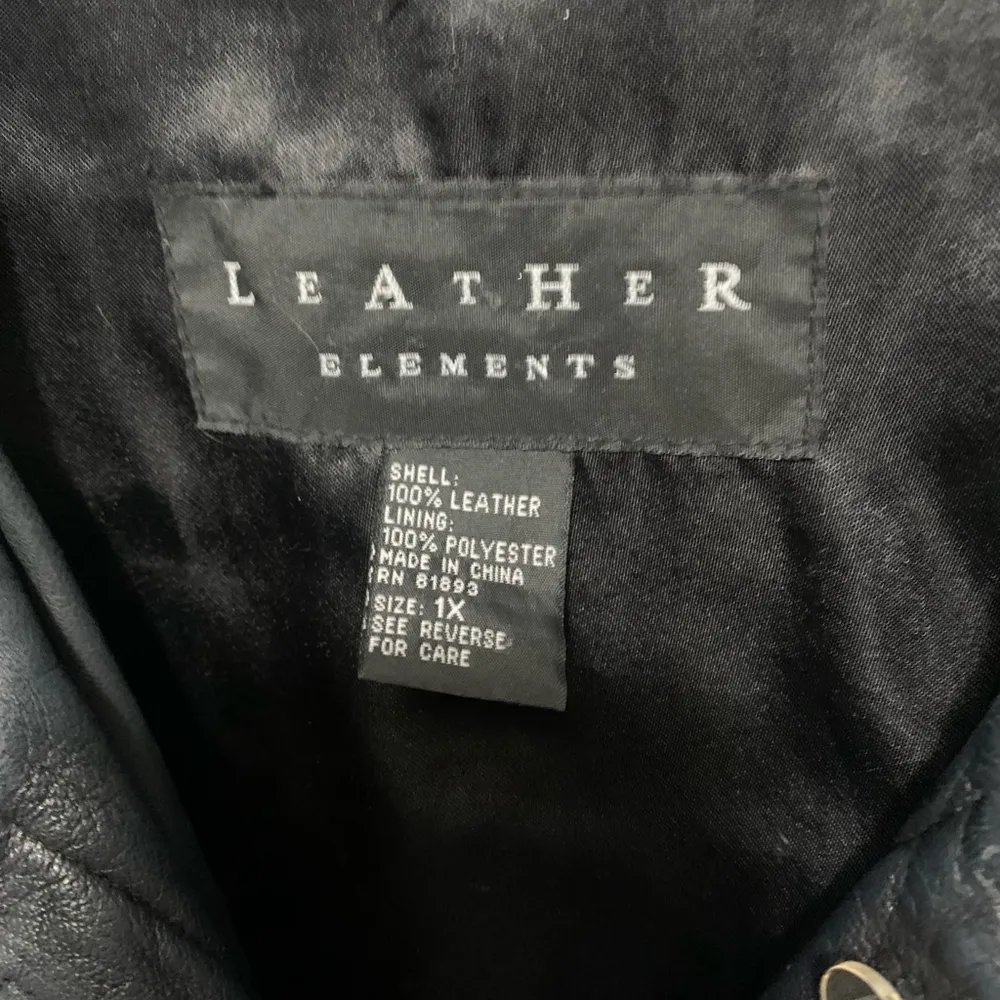 LEATHER
ELEMENTS
SHELL:
100% LEATHER
LINING:
100% POLYESTER
MADE IN CHINA
RN 81893
SIZE: 1X
SEE REVERSE
FOR CARE